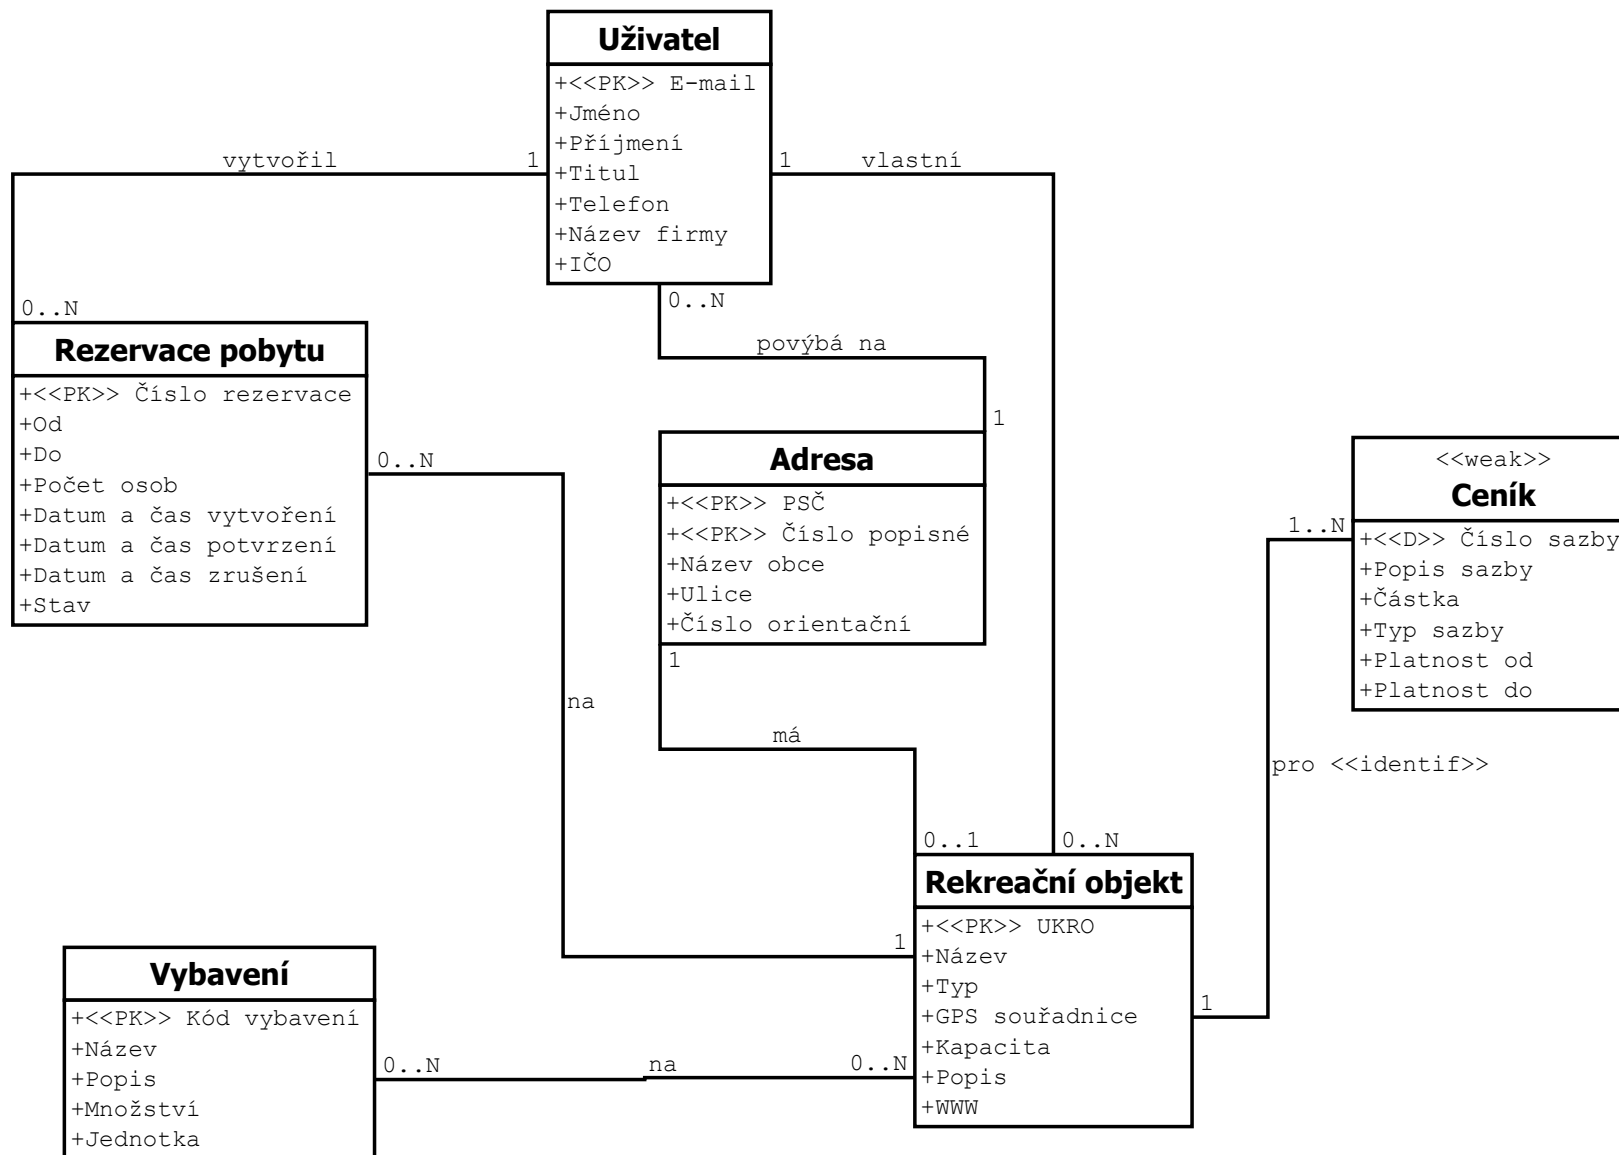 Uživatel
+<<PK>> E-mail
+Jméno
+Příjmení
+Titul
+Telefon
+Název firmy
+IČO
vytvořil
1
1
vlastní
0..N
0..N
povýbá na
1
Rezervace pobytu
+<<PK>> Číslo rezervace
+Od
+Do
+Počet osob
+Datum a čas vytvoření
+Datum a čas potvrzení
+Datum a čas zrušení
+Stav
0..N
Adresa
+<<PK>> PSČ
+<<PK>> Číslo popisné
+Název obce
+Ulice
+Číslo orientační
1
<<weak>>
Ceník
+<<D>> Číslo sazby
+Popis sazby
+Částka
+Typ sazby
+Platnost od
+Platnost do
1..N
na
má
pro <<identif>>
0..1
0..N
Rekreační objekt
+<<PK>> UKRO
+Název
+Typ
+GPS souřadnice
+Kapacita
+Popis
+WWW
1
1
Vybavení
+<<PK>> Kód vybavení
+Název
+Popis
+Množství
+Jednotka
0..N
na
0..N